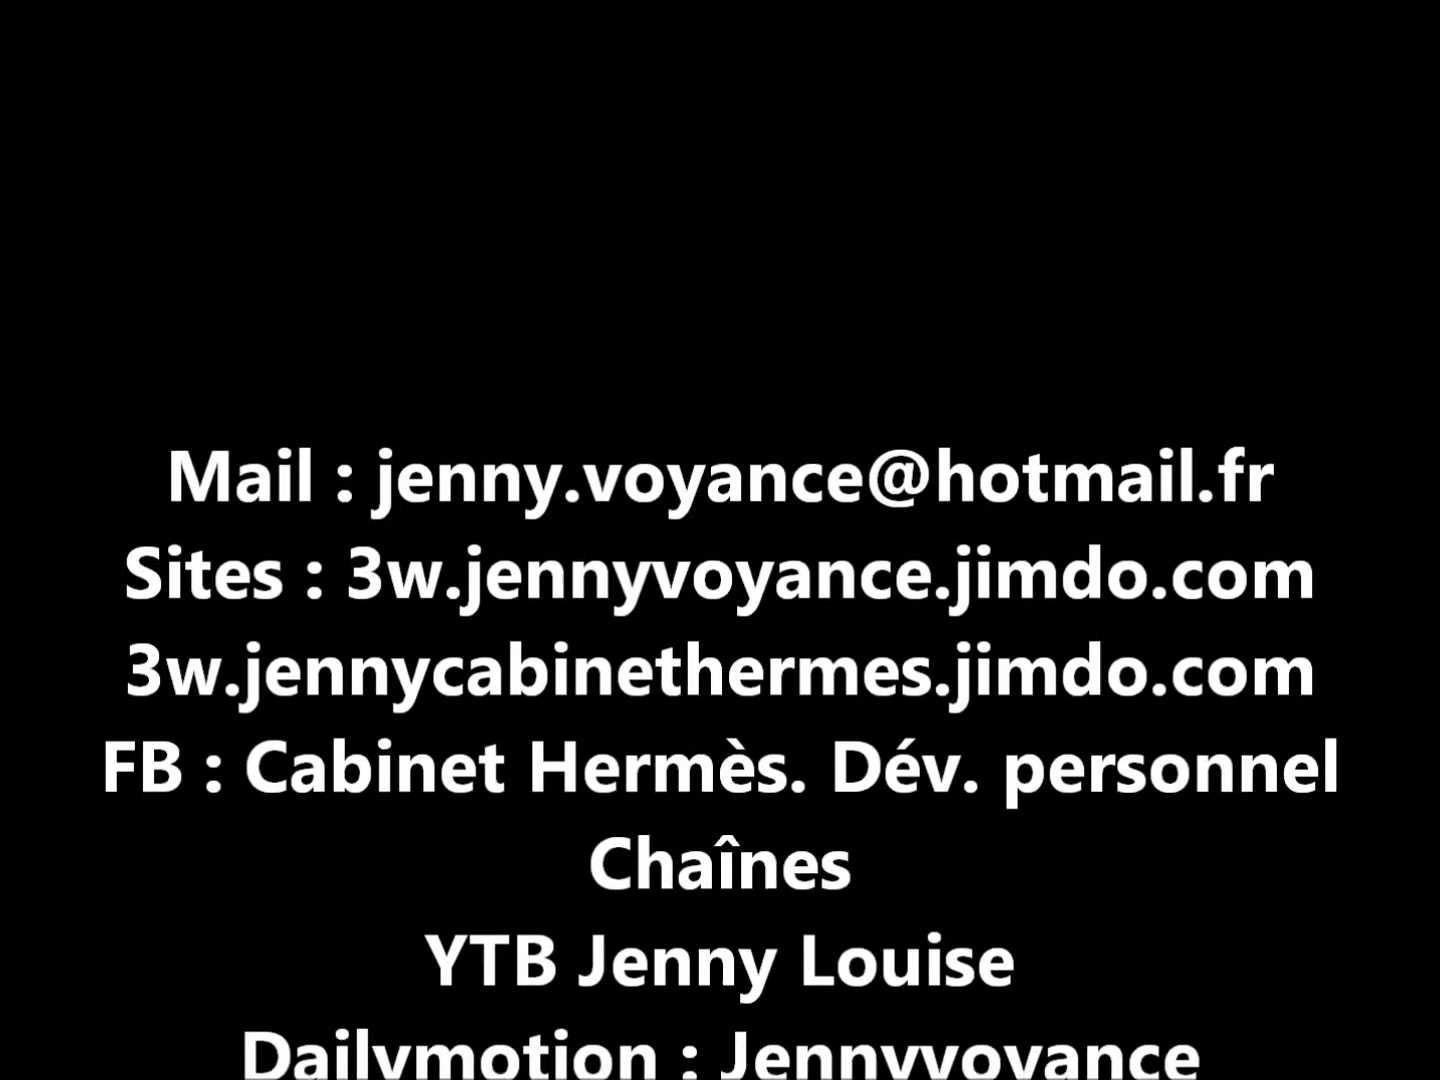 Mail : jenny.voyance@hotmail.fr
Sites : 3w.jennyvoyance.jimdo.com
3w.jennycabinethermes.jimdo.com
FB : Cabinet Hermès. Dév. personnel
Chaînes
YTB Jenny Louise
Dailymotion : Jennyvoyance